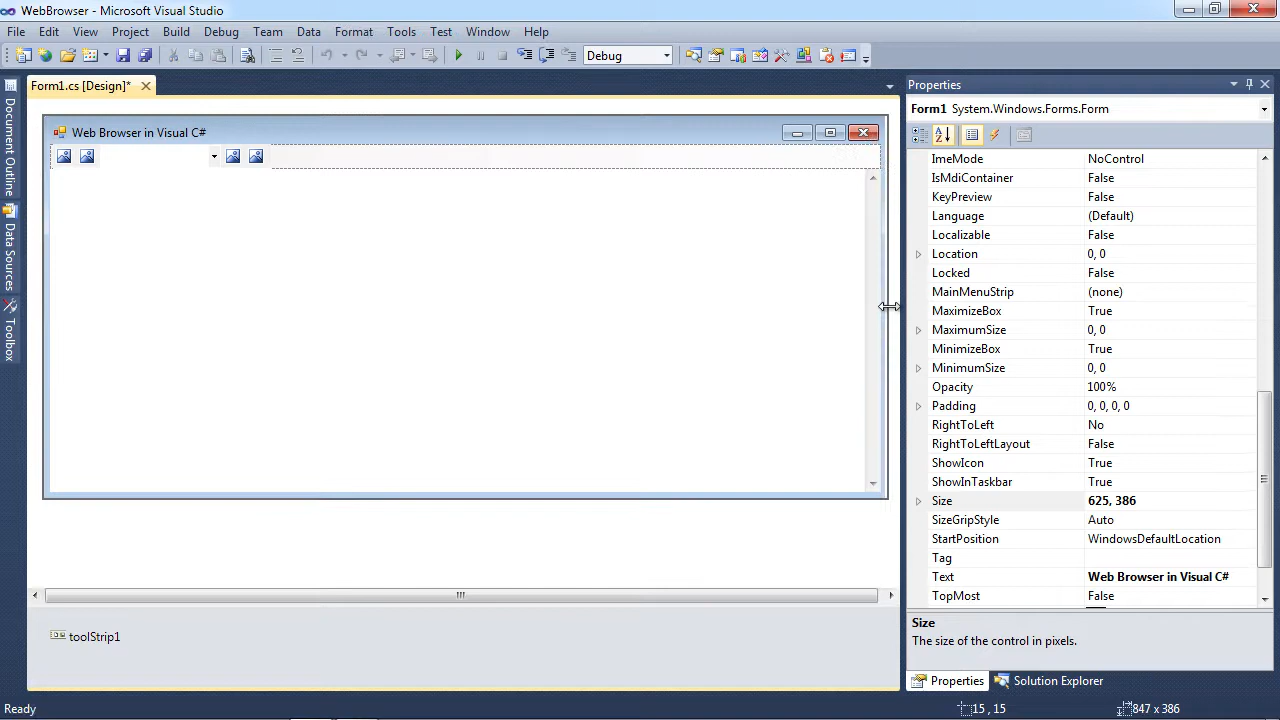 WebBrowser - Microsoft Visual Studio
File Edit View Project Build Debug Team Data Format Tools Test Window Help
Debug
Form1.cs [Design]*
Properties
Document Outline
Data Sources
Toolbox
Web Browser in Visual C#
Form1 System.Windows.Forms.Form
ImeMode NoControl
IsMdiContainer False
KeyPreview False
Language (Default)
Localizable False
Location 0, 0
Locked False
MainMenuStrip (none)
MaximizeBox True
MaximumSize 0, 0
MinimizeBox True
MinimumSize 0, 0
Opacity 100%
Padding 0, 0, 0, 0
RightToLeft No
RightToLeftLayout False
ShowIcon True
ShowInTaskbar True
Size 625, 386
SizeGripStyle Auto
StartPosition WindowsDefaultLocation
Tag
Text Web Browser in Visual C#
TopMost False
toolStrip1
Size
The size of the control in pixels.
Properties Solution Explorer
Ready 15 , 15 847 x 386